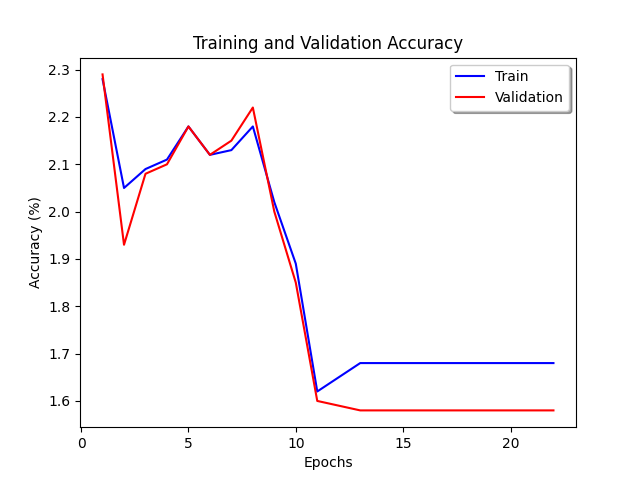 Training and Validation Accuracy
Train
Validation
Accuracy (%)
2.3
2.2
2.1
2.0
1.9
1.8
1.7
1.6
0 5 10 15 20
Epochs